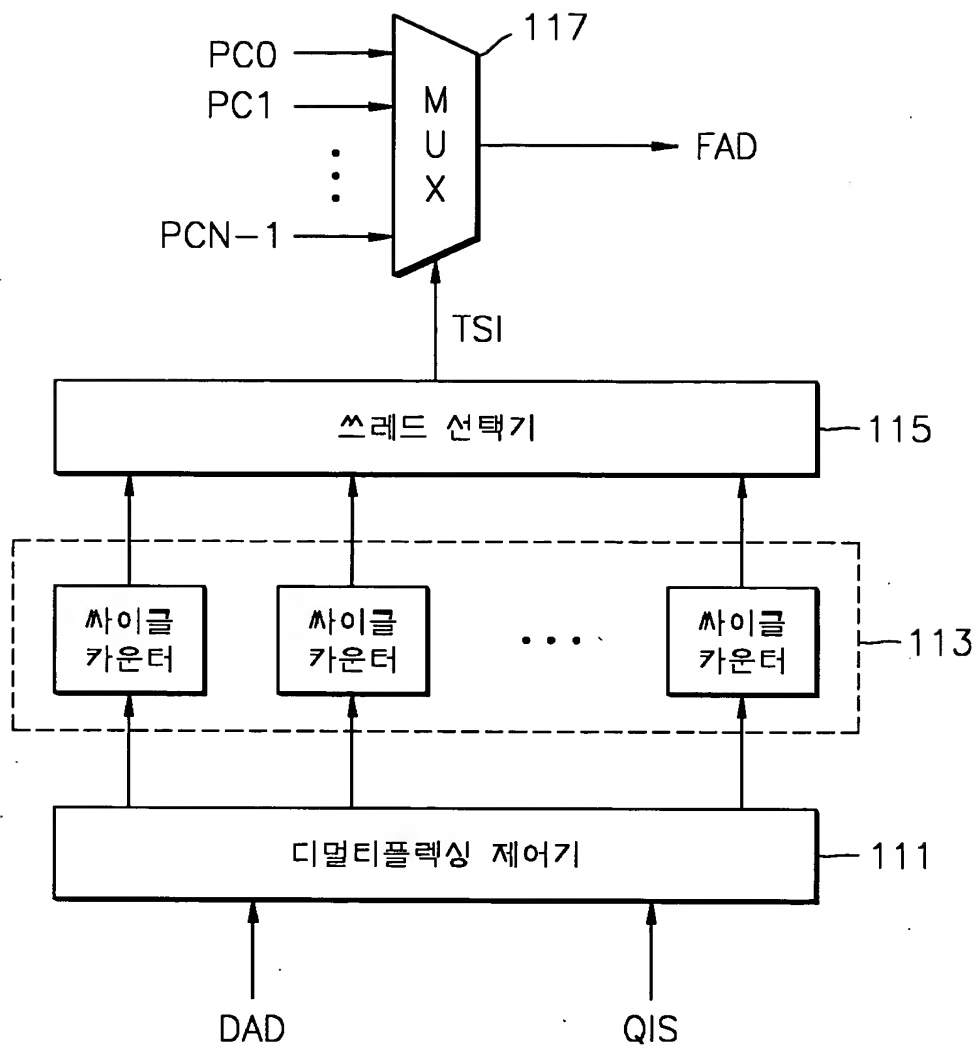 117
PC0
PC1
PCN-1
MUX
FAD
TSI
쓰레드 선택기
115
싸이클
카운터
싸이클
카운터
싸이클
카운터
113
디멀티플렉싱 제어기
111
DAD
QIS